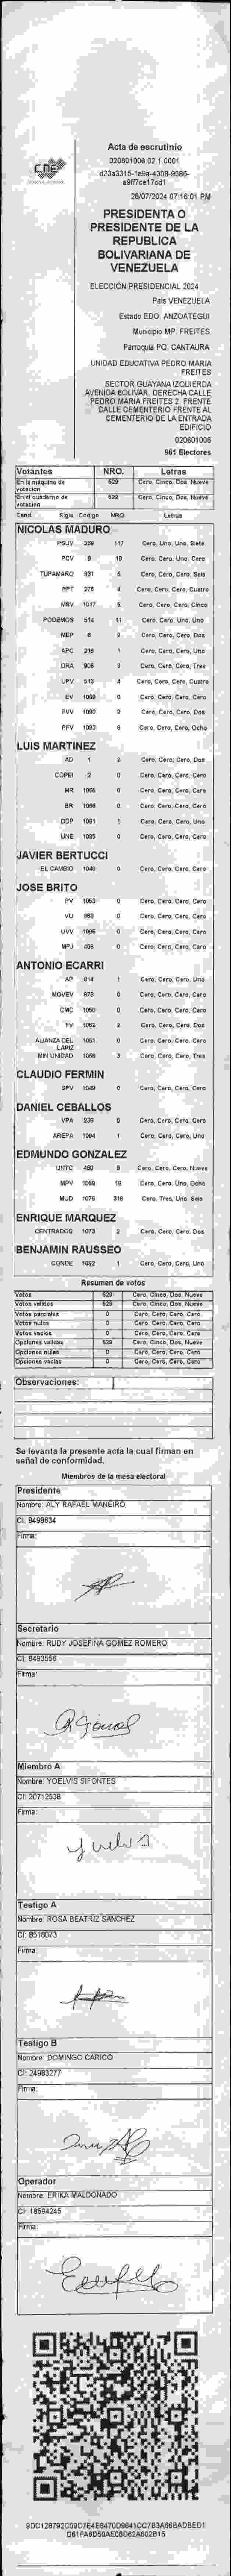 CNE
Acta de escrutinio
020601006.02.1.0001
28/07/2024 07:16:01 PM
PRESIDENTA O
PRESIDENTE DE LA
REPUBLICA
BOLIVARIANA DE
VENEZUELA
ELECCIÓN PRESIDENCIAL 2024
País VENEZUELA
Estado EDO. ANZOATEGUI
Municipio MP. FREITES
Parroquia PQ. CANTAURA
UNIDAD EDUCATIVA PEDRO MARIA
FREITES
SECTOR GUAYANA IZQUIERDA
AVENIDA BOLIVAR. DERECHA CALLE
PEDRO MARIA FREITES 2. FRENTE
CALLE CEMENTERIO FRENTE AL
CEMENTERIO DE LA ENTRADA
EDIFICIO
020601006
961 Electores
Votantes NRO. Letras
En la máquina de votación 529 Cero, Cinco, Dos, Nueve
En el cuaderno de votación 529 Cero, Cinco, Dos, Nueve
Cand. Sigla Código NRO. Letras
NICOLAS MADURO
PSUV 269 117 Cero, Uno, Uno, Siete
PCV 9 10 Cero, Cero, Uno, Cero
TUPAMARO 931 6 Cero, Cero, Cero, Seis
PPT 276 4 Cero, Cero, Cero, Cuatro
MSV 1017 5 Cero, Cero, Cero, Cinco
PODEMOS 514 11 Cero, Cero, Uno, Uno
MEP 6 2 Cero, Cero, Cero, Dos
APC 218 1 Cero, Cero, Cero, Uno
ORA 906 3 Cero, Cero, Cero, Tres
UPV 513 4 Cero, Cero, Cero, Cuatro
EV 1089 0 Cero, Cero, Cero, Cero
PVV 1090 2 Cero, Cero, Cero, Dos
PFV 1093 8 Cero, Cero, Cero, Ocho
LUIS MARTINEZ
AD 1 2 Cero, Cero, Cero, Dos
COPEI 2 0 Cero, Cero, Cero, Cero
MR 1066 0 Cero, Cero, Cero, Cero
BR 1086 0 Cero, Cero, Cero, Cero
DDP 1091 1 Cero, Cero, Cero, Uno
UNE 1095 0 Cero, Cero, Cero, Cero
JAVIER BERTUCCI
EL CAMBIO 1049 0 Cero, Cero, Cero, Cero
JOSE BRITO
PV 1053 0 Cero, Cero, Cero, Cero
VU 868 0 Cero, Cero, Cero, Cero
UVV 1096 0 Cero, Cero, Cero, Cero
MPJ 456 0 Cero, Cero, Cero, Cero
ANTONIO ECARRI
AP 814 1 Cero, Cero, Cero, Uno
MOVEV 878 0 Cero, Cero, Cero, Cero
CMC 1050 0 Cero, Cero, Cero, Cero
FV 1062 2 Cero, Cero, Cero, Dos
ALIANZA DEL LAPIZ 1061 0 Cero, Cero, Cero, Cero
MIN UNIDAD 1056 3 Cero, Cero, Cero, Tres
CLAUDIO FERMIN
SPV 1049 0 Cero, Cero, Cero, Cero
DANIEL CEBALLOS
VPA 236 0 Cero, Cero, Cero, Cero
AREPA 1094 1 Cero, Cero, Cero, Uno
EDMUNDO GONZALEZ
UNTC 460 9 Cero, Cero, Cero, Nueve
MPV 1069 18 Cero, Cero, Uno, Ocho
MUD 1075 316 Cero, Tres, Uno, Seis
ENRIQUE MARQUEZ
CENTRADOS 1073 2 Cero, Cero, Cero, Dos
BENJAMIN RAUSSEO
CONDE 1092 1 Cero, Cero, Cero, Uno
Resumen de votos
Votos 529 Cero, Cinco, Dos, Nueve
Votos validos 529 Cero, Cinco, Dos, Nueve
Votos parciales 0 Cero, Cero, Cero, Cero
Votos nulos 0 Cero, Cero, Cero, Cero
Votos vacios 0 Cero, Cero, Cero, Cero
Opciones validas 529 Cero, Cinco, Dos, Nueve
Opciones nulas 0 Cero, Cero, Cero, Cero
Opciones vacias 0 Cero, Cero, Cero, Cero
Observaciones:
Se levanta la presente acta la cual firman en
señal de conformidad.
Miembros de la mesa electoral
Presidente
Nombre: ALY RAFAEL MANEIRO
CI: 8498634
Firma:
Secretario
Nombre: RUDY JOSEFINA GOMEZ ROMERO
CI: 8493556
Firma:
Miembro A
Nombre: YOELVIS SIFONTES
CI: 20712538
Firma:
Testigo A
Nombre: ROSA BEATRIZ SANCHEZ
CI: 8518073
Firma:
Testigo B
Nombre: DOMINGO CARICO
CI: 24983277
Firma:
Operador
Nombre: ERIKA MALDONADO
CI: 18594245
Firma: